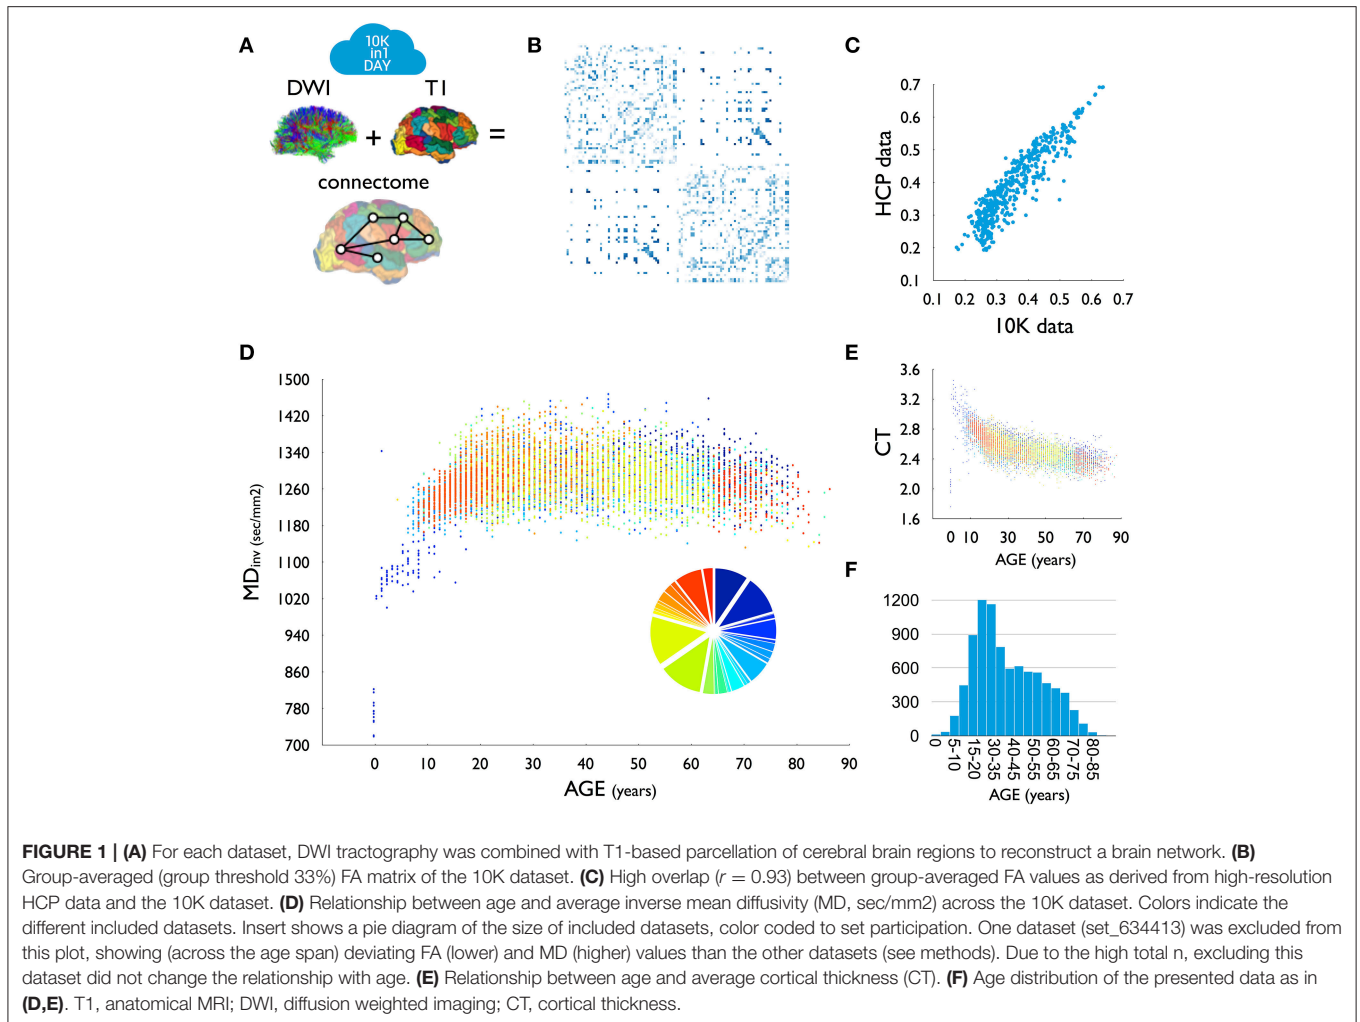 A
10K
in1
DAY
DWI
T1
+
=
connectome
B
C
HCP data
0.7
0.6
0.5
0.4
0.3
0.2
0.1
0.1 0.2 0.3 0.4 0.5 0.6 0.7
10K data
D
MDinv (sec/mm2)
1500
1420
1340
1260
1180
1100
1020
940
860
780
700
0 10 20 30 40 50 60 70 80 90
AGE (years)
E
CT
3.6
3.2
2.8
2.4
2.0
1.6
0 10 30 50 70 90
AGE (years)
F
1200
900
600
300
0
0 5-10 15-20 30-35 40-45 50-55 60-65 70-75 80-85
AGE (years)
FIGURE 1 | (A) For each dataset, DWI tractography was combined with T1-based parcellation of cerebral brain regions to reconstruct a brain network. (B)
Group-averaged (group threshold 33%) FA matrix of the 10K dataset. (C) High overlap (r = 0.93) between group-averaged FA values as derived from high-resolution
HCP data and the 10K dataset. (D) Relationship between age and average inverse mean diffusivity (MD, sec/mm2) across the 10K dataset. Colors indicate the
different included datasets. Insert shows a pie diagram of the size of included datasets, color coded to set participation. One dataset (set_634413) was excluded from
this plot, showing (across the age span) deviating FA (lower) and MD (higher) values than the other datasets (see methods). Due to the high total n, excluding this
dataset did not change the relationship with age. (E) Relationship between age and average cortical thickness (CT). (F) Age distribution of the presented data as in
(D,E). T1, anatomical MRI; DWI, diffusion weighted imaging; CT, cortical thickness.